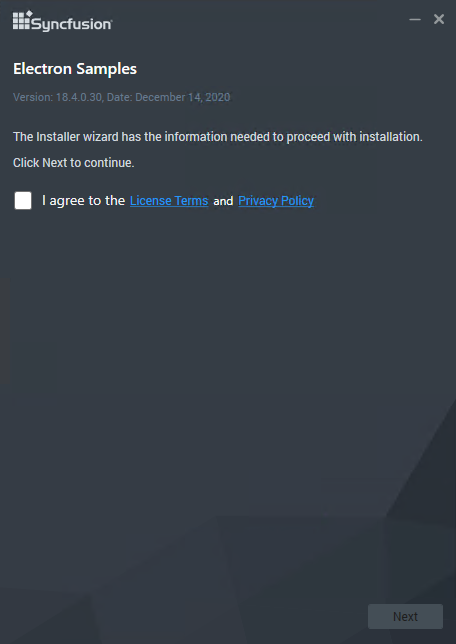 Syncfusion
Electron Samples
Version: 18.4.0.30, Date: December 14, 2020
The Installer wizard has the information needed to proceed with installation.
Click Next to continue.
I agree to the License Terms and Privacy Policy
Next